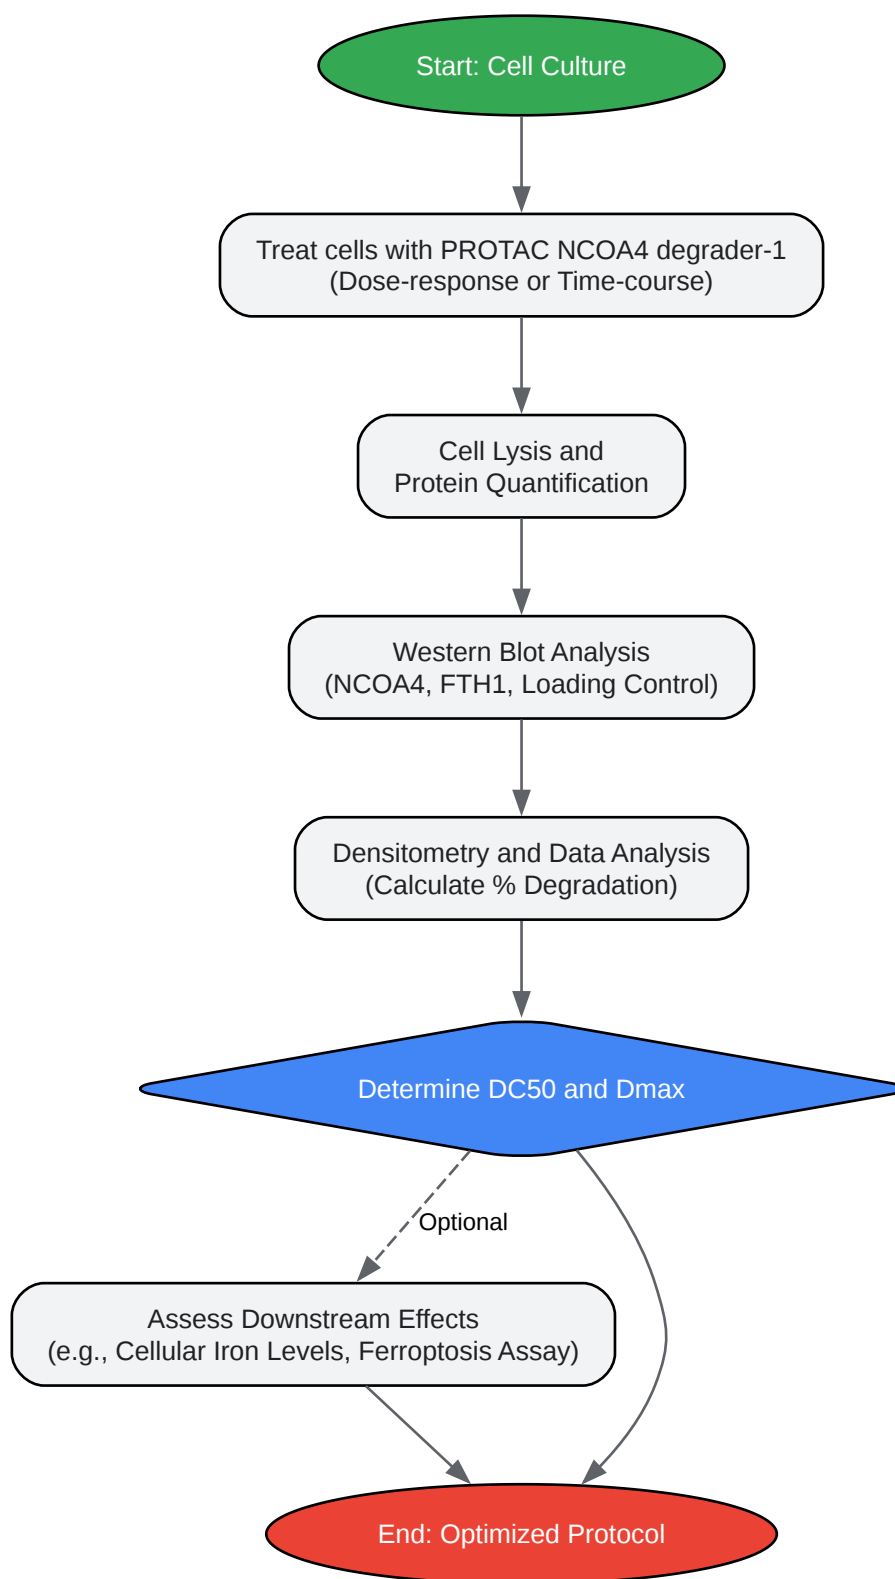 Start: Cell Culture
Treat cells with PROTAC NCOA4 degrader-1
(Dose-response or Time-course)
Cell Lysis and
Protein Quantification
Western Blot Analysis
(NCOA4, FTH1, Loading Control)
Densitometry and Data Analysis
(Calculate % Degradation)
Determine DC50 and Dmax
Optional
Assess Downstream Effects
(e.g., Cellular Iron Levels, Ferroptosis Assay)
End: Optimized Protocol